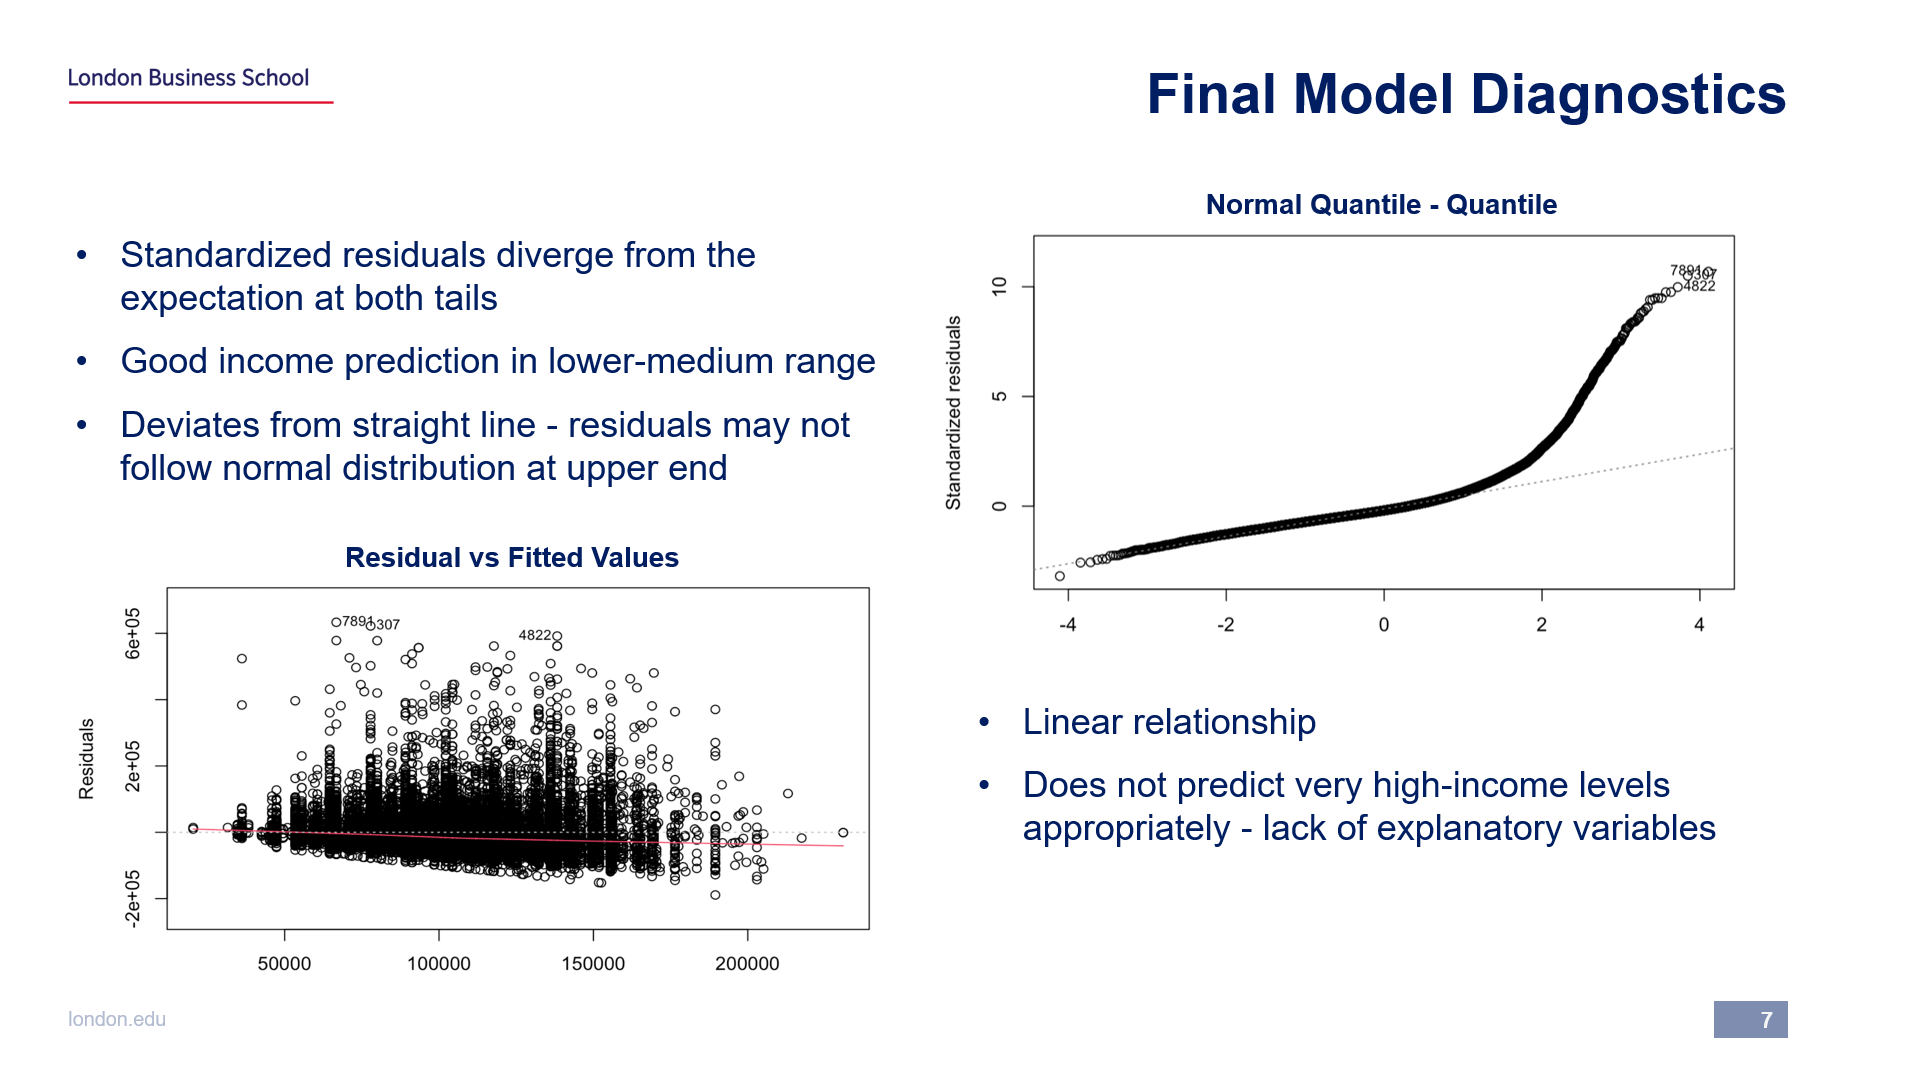 London Business School
Final Model Diagnostics
• Standardized residuals diverge from the
expectation at both tails
• Good income prediction in lower-medium range
• Deviates from straight line - residuals may not
follow normal distribution at upper end
Residual vs Fitted Values
Residuals
-2e+05
2e+05
6e+05
7891
307
4822
50000 100000 150000 200000
Normal Quantile - Quantile
Standardized residuals
0
5
10
7891
307
4822
-4 -2 0 2 4
• Linear relationship
• Does not predict very high-income levels
appropriately - lack of explanatory variables
london.edu
7